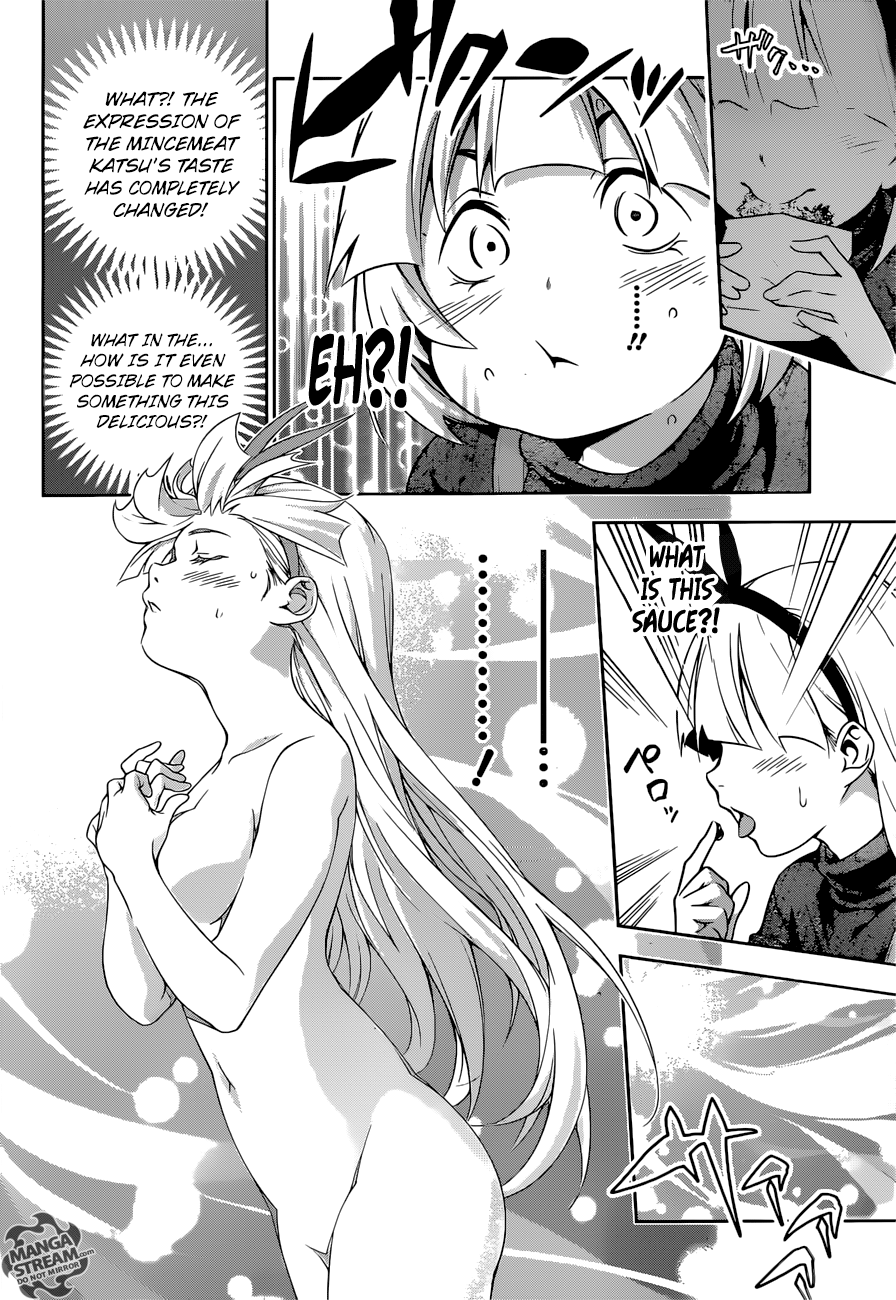 ザク…
ザクンッ
……!!
EH?!
WHAT?! THE
EXPRESSION OF
THE MINCEMEAT
KATSU'S TASTE
HAS COMPLETELY
CHANGED!
WHAT IN THE...
HOW IS IT EVEN
POSSIBLE TO MAKE
SOMETHING THIS
DELICIOUS?!
WHAT
IS THIS
SAUCE?!
ペロッ
MANGA
STREAM.com
DO NOT MIRROR